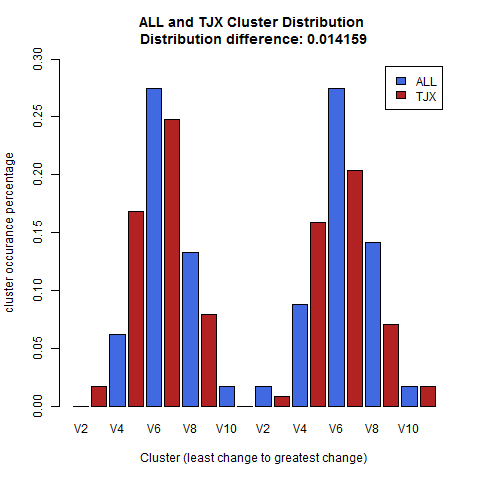 ALL and TJX Cluster Distribution
Distribution difference: 0.014159
ALL
TJX
cluster occurance percentage
0.30
0.25
0.20
0.15
0.10
0.05
0.00
V2 V4 V6 V8 V10 V2 V4 V6 V8 V10
Cluster (least change to greatest change)